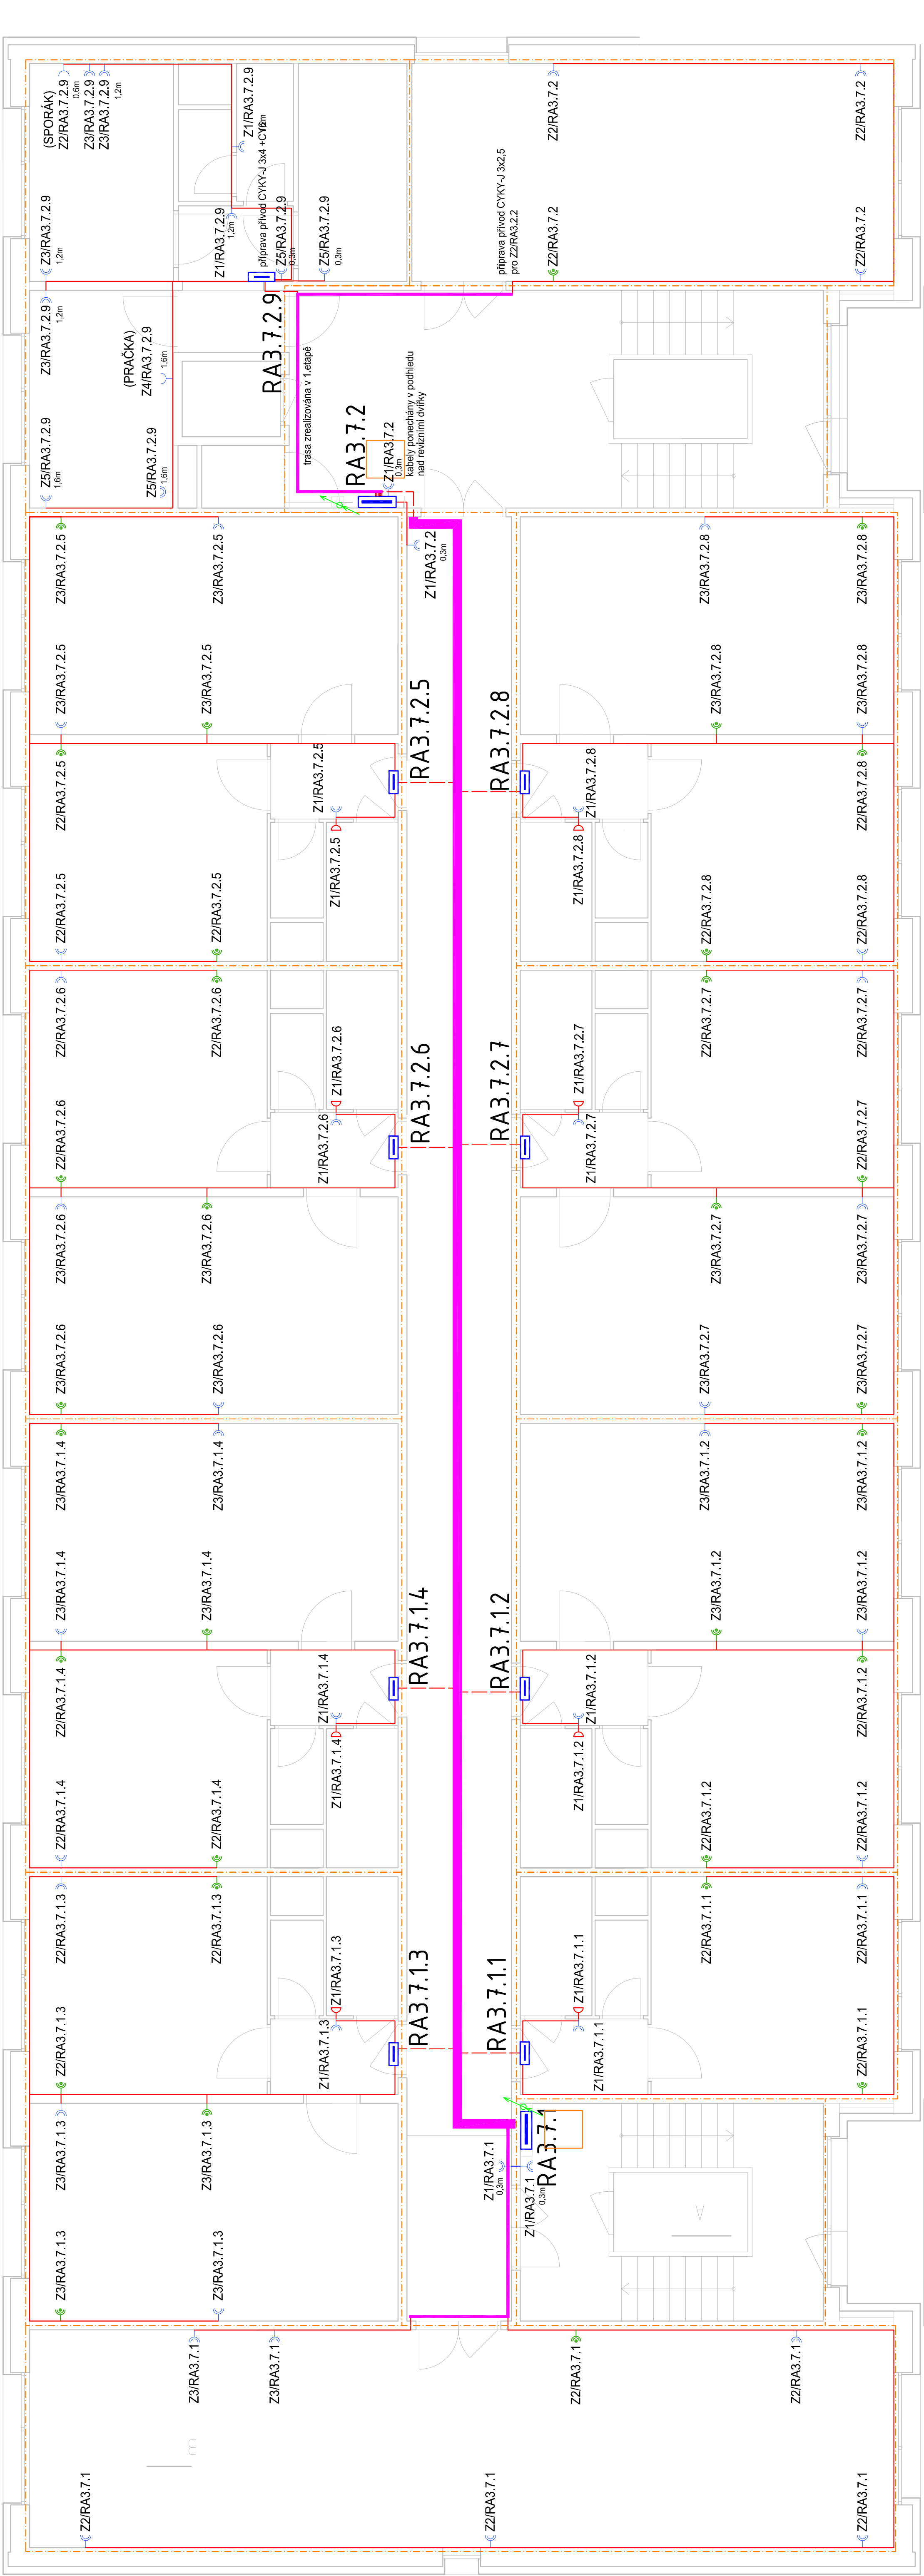 (SPORÁK)
Z2/RA3.7.2.9
0,6m
Z3/RA3.7.2.9
Z3/RA3.7.2.9
1,2m
Z1/RA3.7.2.9
příprava přívod CYKY-J 3x4 +CY6
Z3/RA3.7.2.9
1,2m
Z1/RA3.7.2.9
1,2m
Z5/RA3.7.2.9
0,3m
Z5/RA3.7.2.9
0,3m
Z3/RA3.7.2.9
1,2m
(PRAČKA)
Z4/RA3.7.2.9
1,6m
Z5/RA3.7.2.9
1,6m
Z5/RA3.7.2.9
1,6m
RA3.7.2.9
trasa zrealizována v 1.etapě
RA3.7.2
Z1/RA3.7.2
0,3m
kabely ponechány v podhledu
nad revizními dvířky
příprava přívod CYKY-J 3x2,5
pro Z2/RA3.2.2
Z2/RA3.7.2
Z2/RA3.7.2
Z2/RA3.7.2
Z2/RA3.7.2
Z1/RA3.7.2
0,3m
Z3/RA3.7.2.5
Z3/RA3.7.2.5
Z3/RA3.7.2.5
Z3/RA3.7.2.5
Z2/RA3.7.2.5
Z1/RA3.7.2.5
RA3.7.2.5
Z2/RA3.7.2.5
Z2/RA3.7.2.5
Z1/RA3.7.2.5
Z3/RA3.7.2.8
Z3/RA3.7.2.8
Z3/RA3.7.2.8
Z3/RA3.7.2.8
RA3.7.2.8
Z1/RA3.7.2.8
Z2/RA3.7.2.8
Z1/RA3.7.2.8
Z2/RA3.7.2.8
Z2/RA3.7.2.8
Z2/RA3.7.2.6
Z2/RA3.7.2.6
Z1/RA3.7.2.6
Z2/RA3.7.2.6
Z1/RA3.7.2.6
RA3.7.2.6
Z3/RA3.7.2.6
Z3/RA3.7.2.6
Z3/RA3.7.2.6
Z3/RA3.7.2.6
RA3.7.2.7
Z1/RA3.7.2.7
Z2/RA3.7.2.7
Z2/RA3.7.2.7
Z1/RA3.7.2.7
Z2/RA3.7.2.7
Z3/RA3.7.2.7
Z3/RA3.7.2.7
Z3/RA3.7.2.7
Z3/RA3.7.2.7
Z3/RA3.7.1.4
Z3/RA3.7.1.4
Z3/RA3.7.1.4
Z3/RA3.7.1.4
Z2/RA3.7.1.4
Z1/RA3.7.1.4
RA3.7.1.4
Z2/RA3.7.1.4
Z2/RA3.7.1.4
Z1/RA3.7.1.4
Z3/RA3.7.1.2
Z3/RA3.7.1.2
Z3/RA3.7.1.2
Z3/RA3.7.1.2
RA3.7.1.2
Z1/RA3.7.1.2
Z2/RA3.7.1.2
Z1/RA3.7.1.2
Z2/RA3.7.1.2
Z2/RA3.7.1.2
Z2/RA3.7.1.3
Z2/RA3.7.1.3
Z1/RA3.7.1.3
Z2/RA3.7.1.3
Z1/RA3.7.1.3
RA3.7.1.3
Z3/RA3.7.1.3
Z3/RA3.7.1.3
Z3/RA3.7.1.3
Z3/RA3.7.1.3
RA3.7.1.1
Z1/RA3.7.1.1
Z2/RA3.7.1.1
Z2/RA3.7.1.1
Z1/RA3.7.1.1
Z2/RA3.7.1.1
Z1/RA3.7.1
0,3m
Z1/RA3.7.1
0,3m
RA3.7.1
A
Z3/RA3.7.1
Z3/RA3.7.1
Z2/RA3.7.1
Z2/RA3.7.1
B
Z2/RA3.7.1
Z2/RA3.7.1
Z2/RA3.7.1